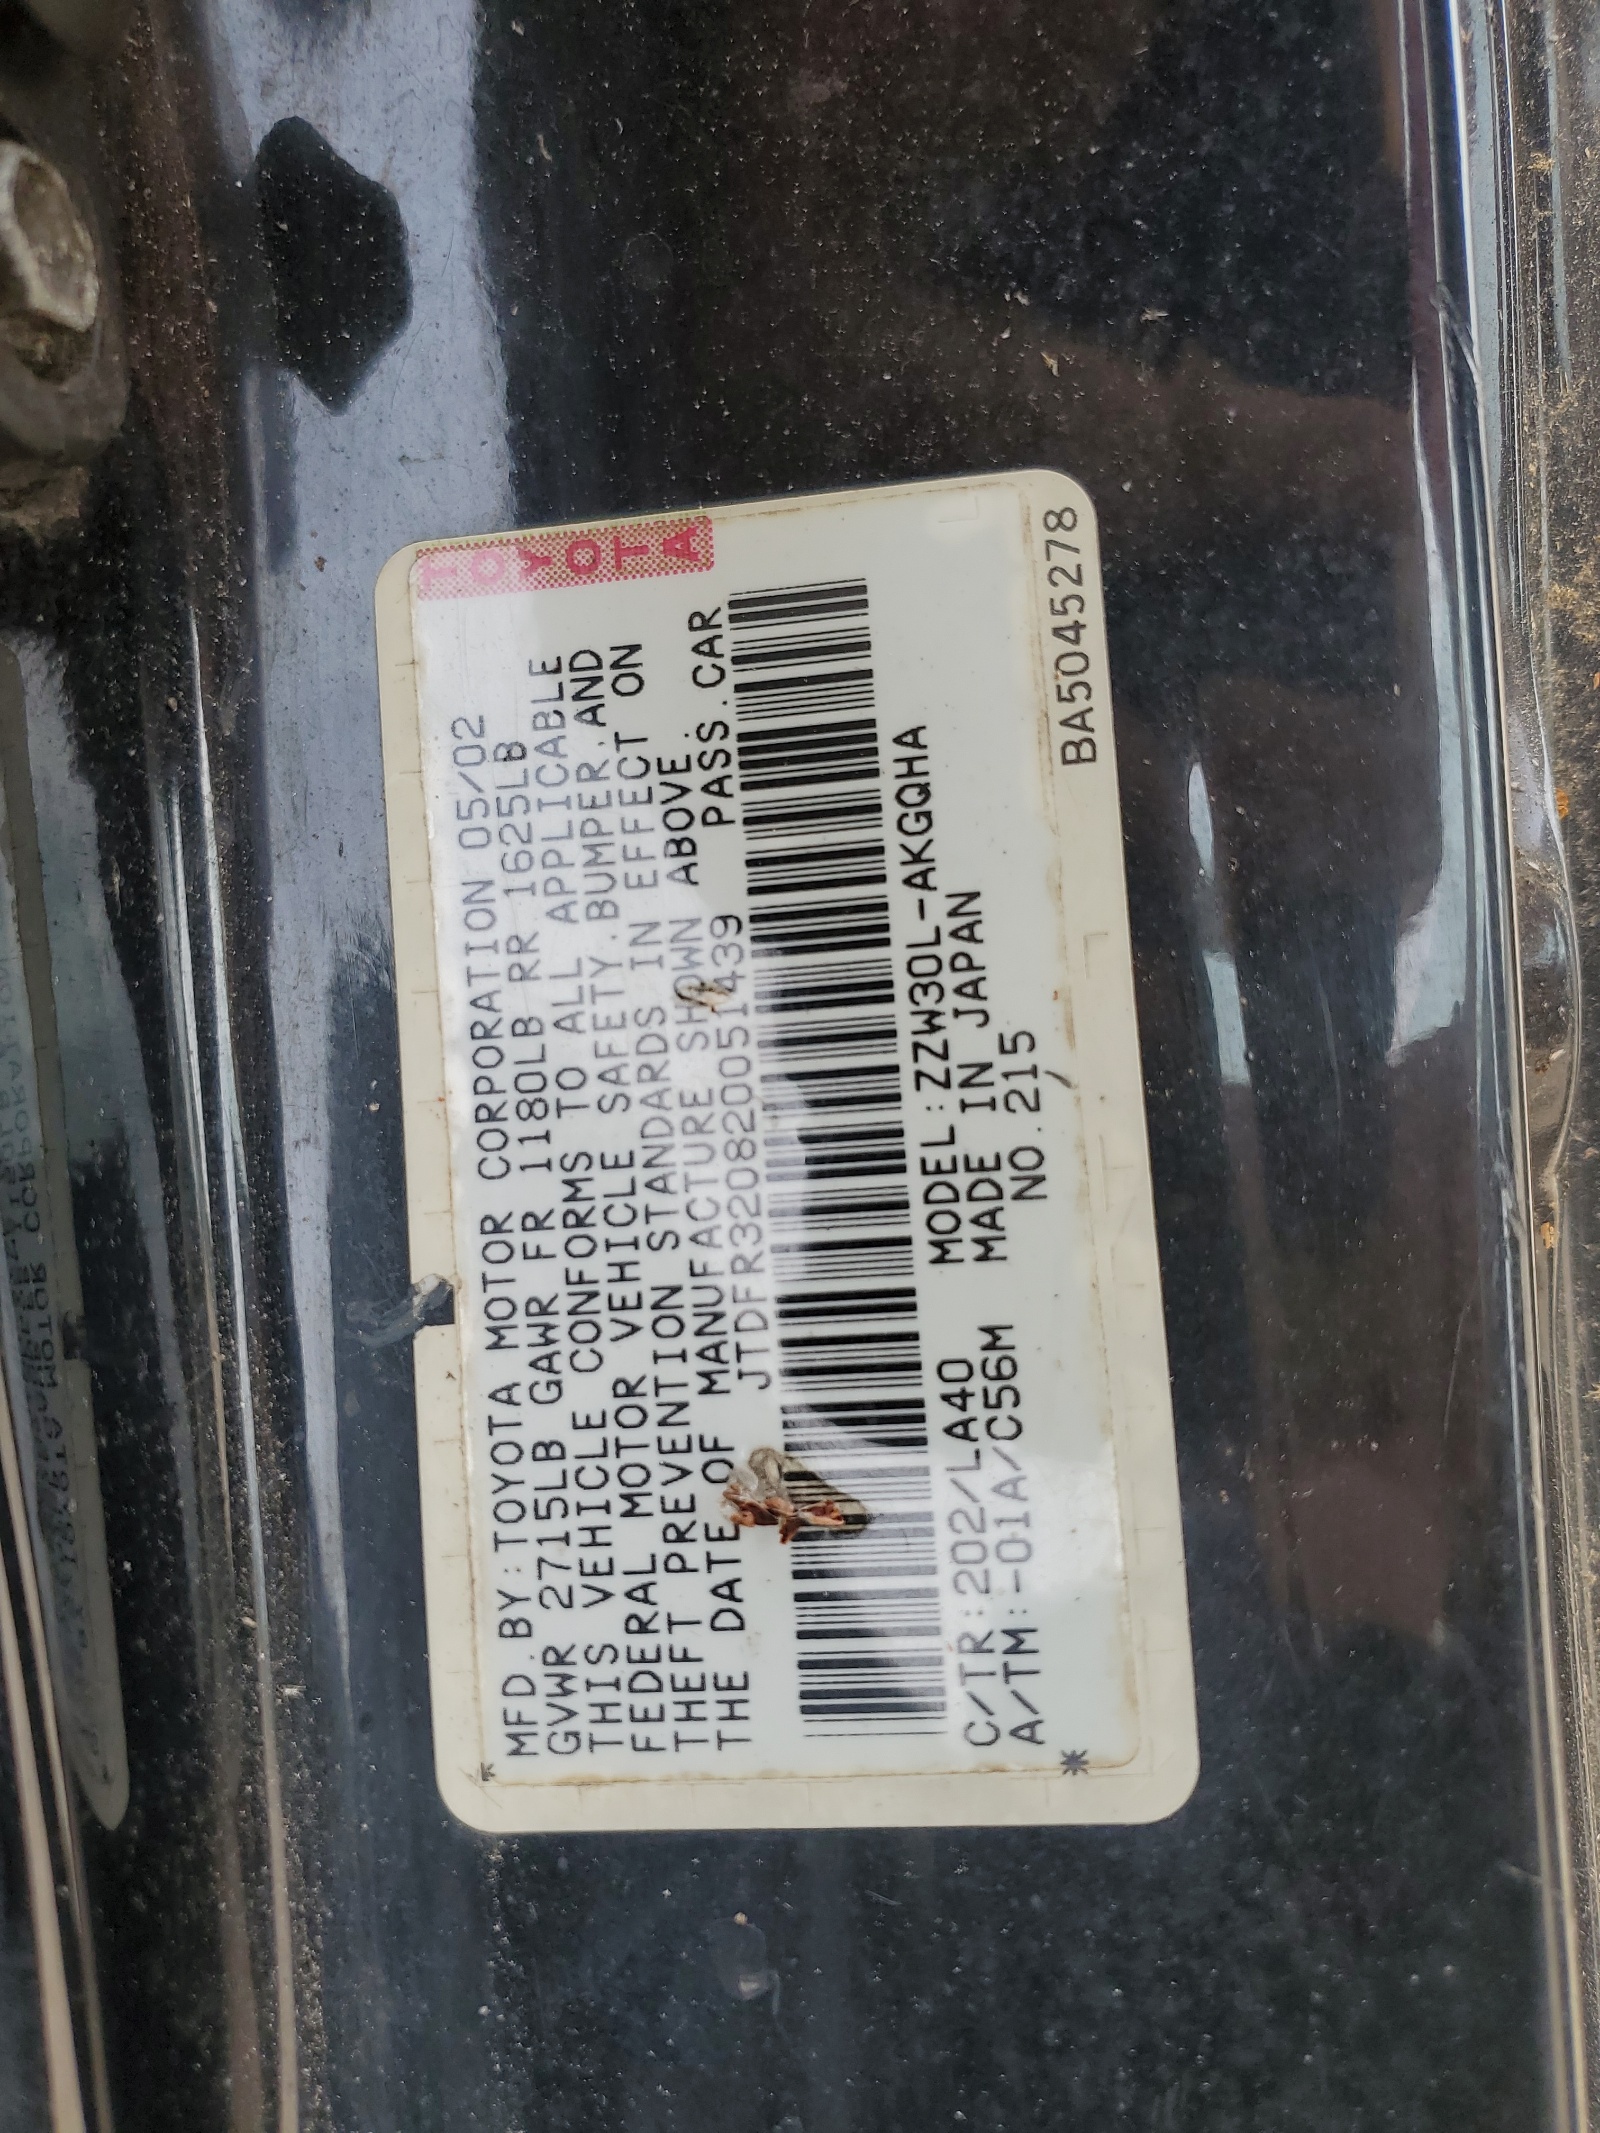 TOYOTA
MFD.BY:TOYOTA MOTOR CORPORATION 05/02
GVWR 2715LB GAWR FR 1180LB RR 1625LB
THIS VEHICLE CONFORMS TO ALL APPLICABLE
FEDERAL MOTOR VEHICLE SAFETY.BUMPER.AND
THEFT PREVENTION STANDARDS IN EFFECT ON
THE DATE OF MANUFACTURE SHOWN ABOVE.
JTDFR320820051439 PASS.CAR
C/TR:202/LA40 MODEL:ZZW30L-AKGQHA
A/TM:-01A/C56M MADE IN JAPAN
NO.215
*
BA5045278